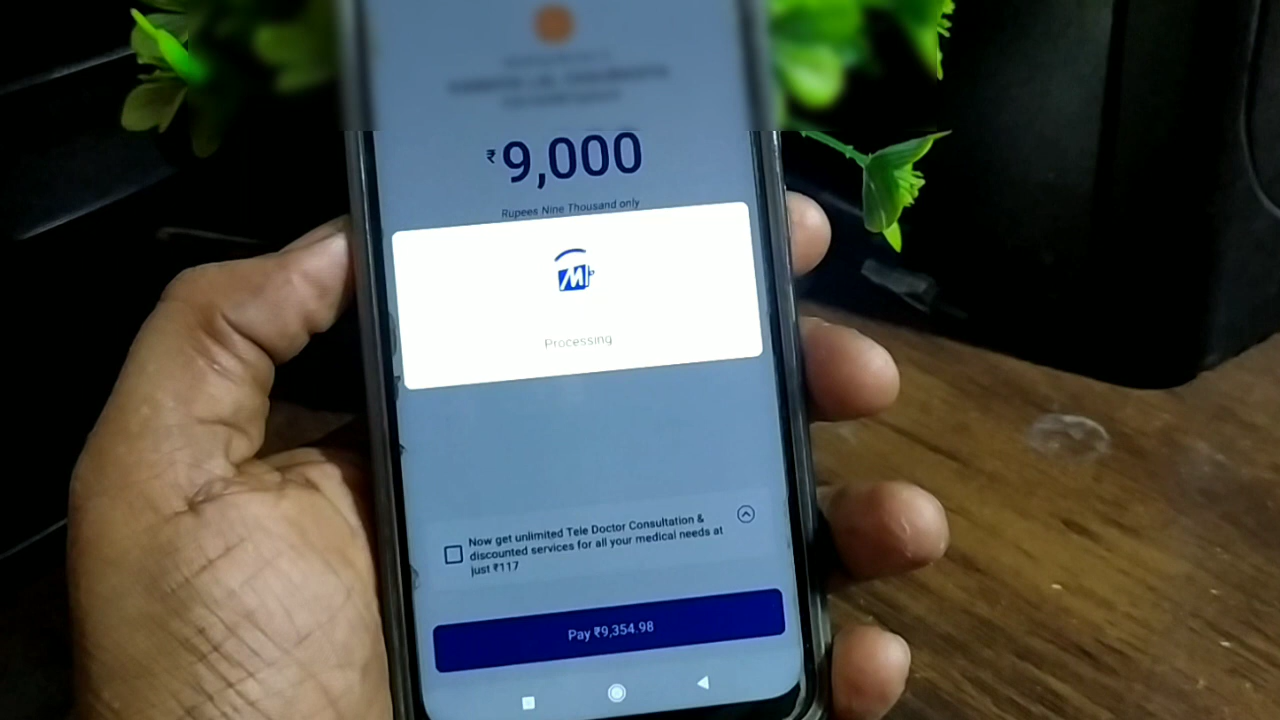 ₹9,000
Rupees Nine Thousand only
Processing
Now get unlimited Tele Doctor Consultation &
discounted services for all your medical needs at
just ₹117
Pay ₹9,354.98